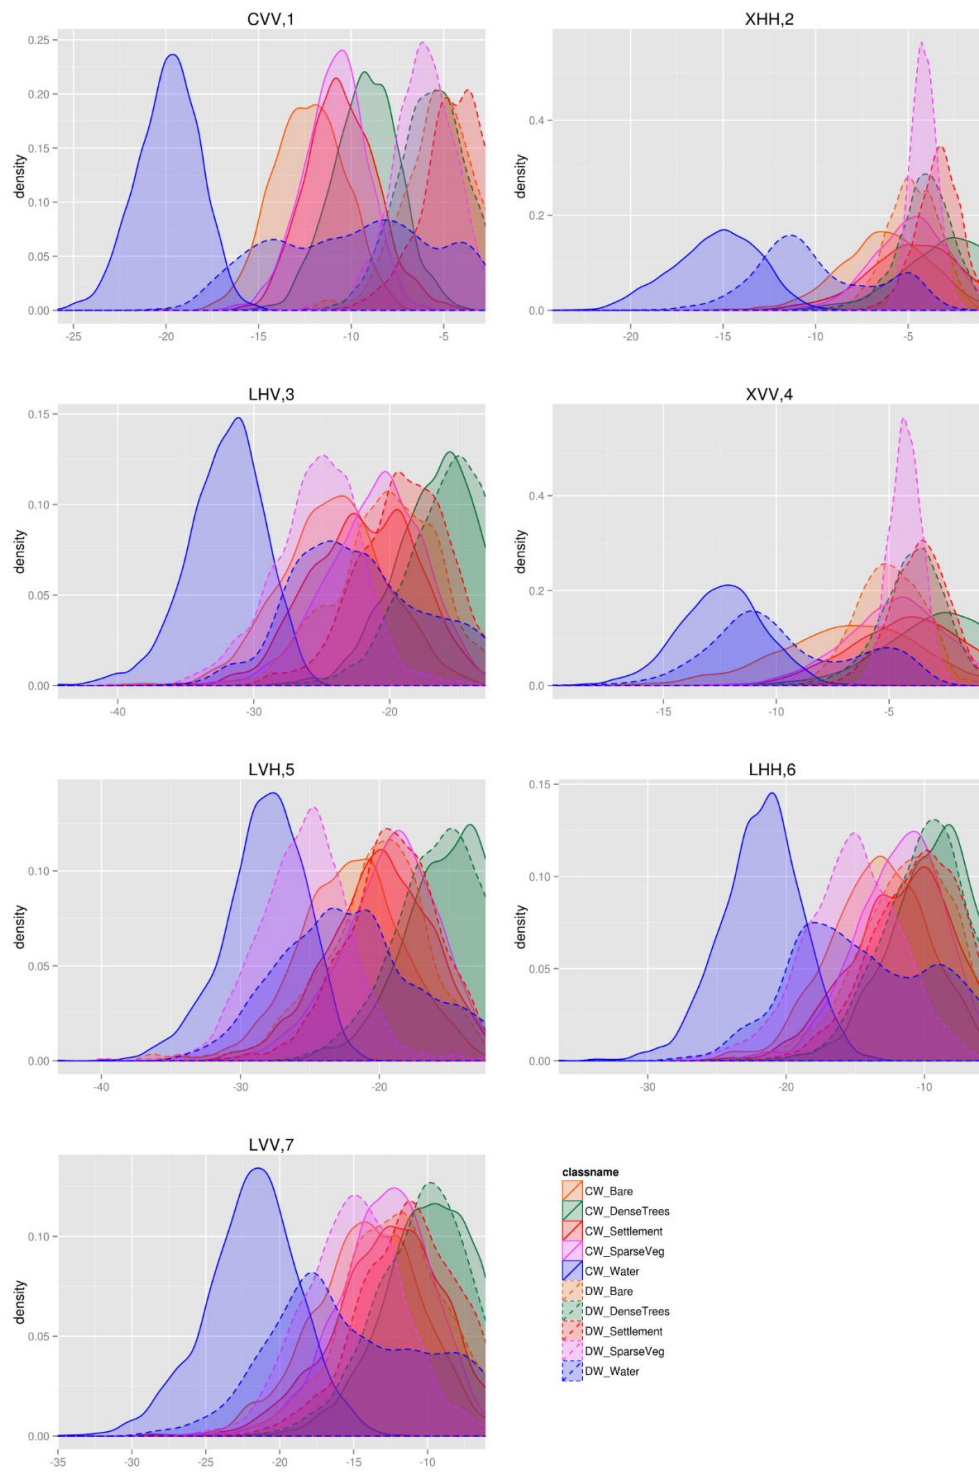 CVV,1
density
0.25
0.20
0.15
0.10
0.05
0.00
-25
-20
-15
-10
-5
XHH,2
density
0.4
0.2
0.0
-20
-15
-10
-5
LHV,3
density
0.15
0.10
0.05
0.00
-40
-30
-20
XVV,4
density
0.4
0.2
0.0
-15
-10
-5
LVH,5
density
0.10
0.05
0.00
-40
-30
-20
LHH,6
density
0.15
0.10
0.05
0.00
-30
-20
-10
LVV,7
density
0.10
0.05
0.00
-35
-30
-25
-20
-15
-10
classname
CW_Bare
CW_DenseTrees
CW_Settlement
CW_SparseVeg
CW_Water
DW_Bare
DW_DenseTrees
DW_Settlement
DW_SparseVeg
DW_Water